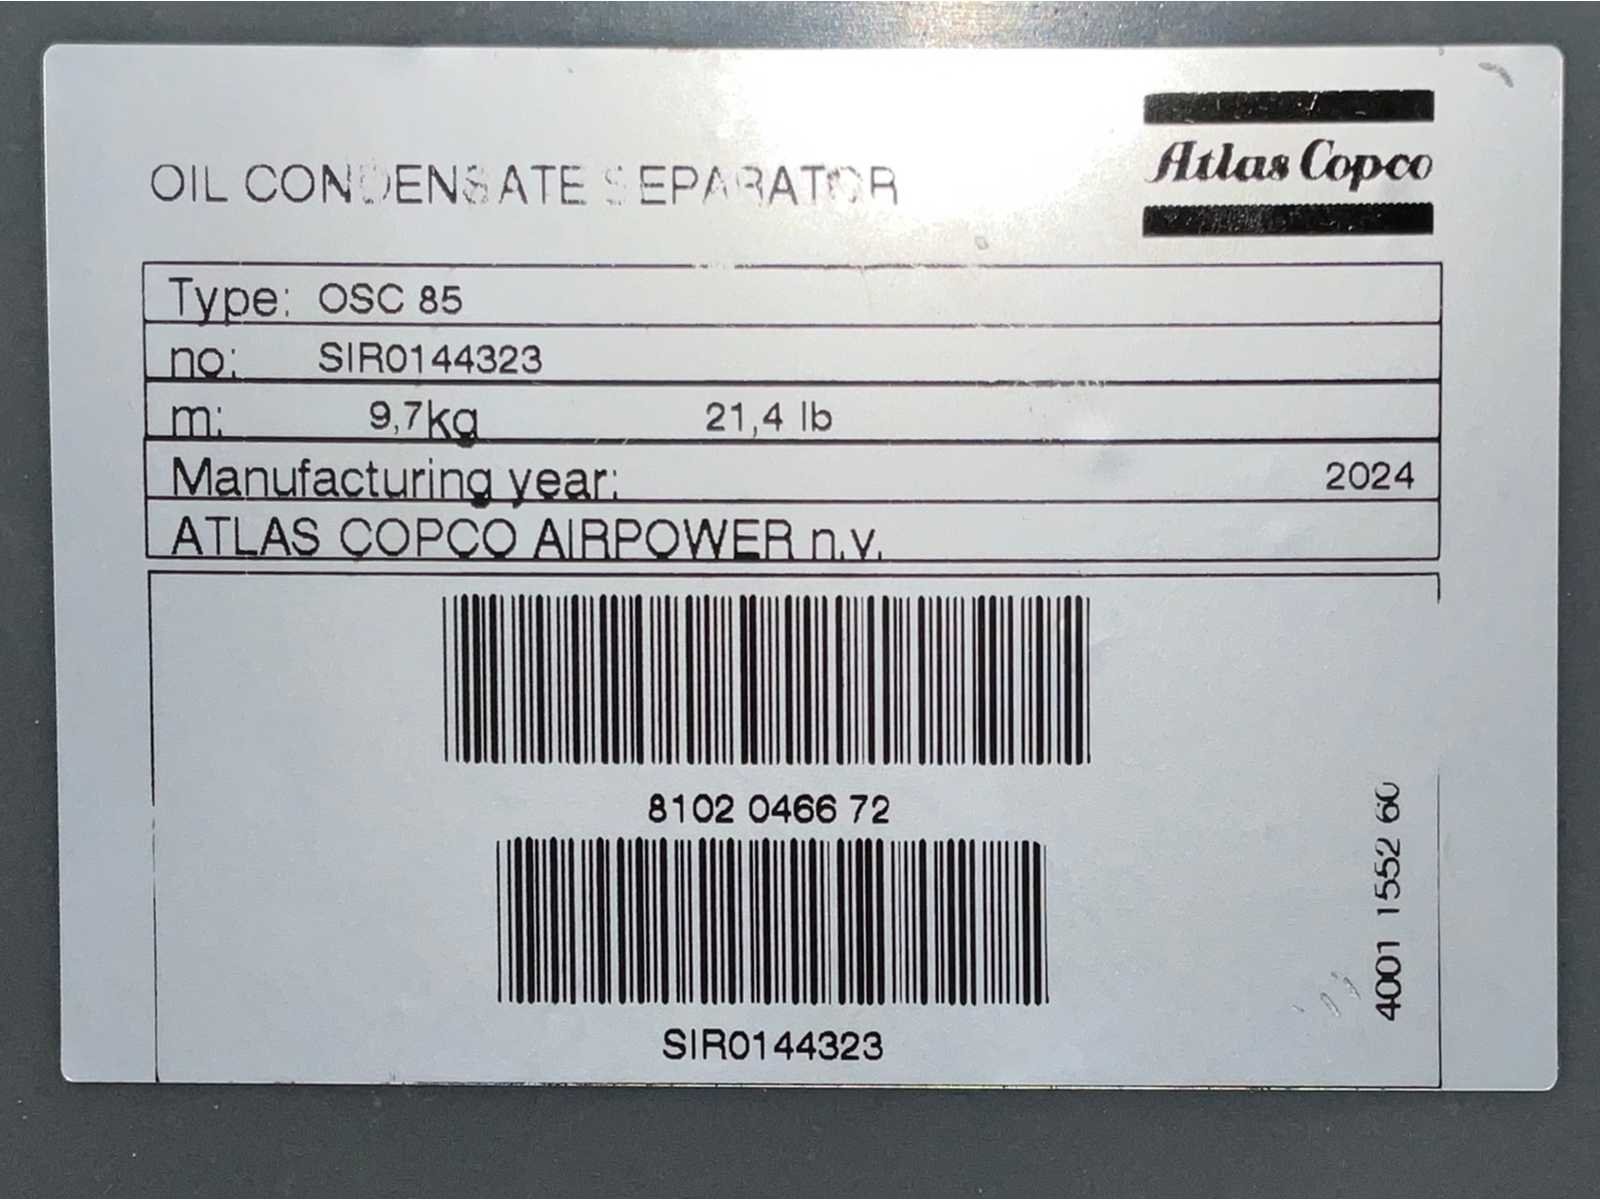 OIL CONDENSATE SEPARATOR
Atlas Copco
Type: OSC 85
no: SIR0144323
m: 9,7kg 21,4 lb
Manufacturing year: 2024
ATLAS COPCO AIRPOWER n.v.
8102 0466 72
SIR0144323
4001 1552 60